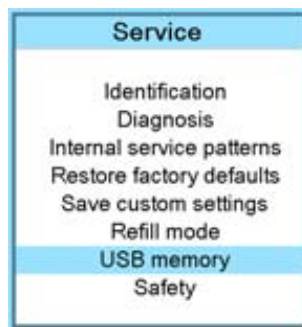 Service
Identification
Diagnosis
Internal service patterns
Restore factory defaults
Save custom settings
Refill mode
USB memory
Safety